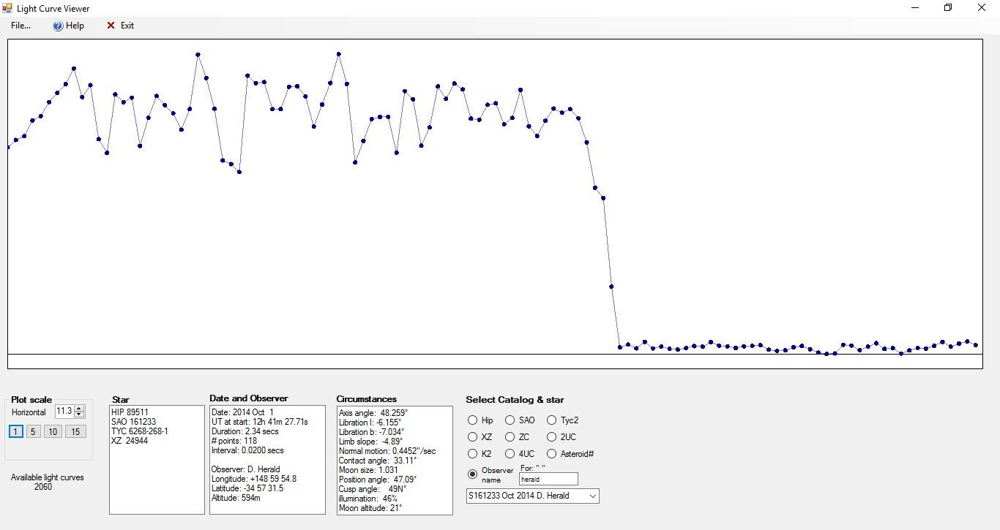 Light Curve Viewer
File... Help Exit
Plot scale
Horizontal 11.3
1 5 10 15
Available light curves
2060
Star
HIP 89511
SAO 161233
TYC 6268-268-1
XZ 24944
Date and Observer
Date: 2014 Oct 1
UT at start: 12h 41m 27.71s
Duration: 2.34 secs
# points: 118
Interval: 0.0200 secs
Observer: D. Herald
Longitude: +148 59 54.8
Latitude: -34 57 31.5
Altitude: 594m
Circumstances
Axis angle: 48.259°
Libration l: -6.155°
Libration b: -7.034°
Limb slope: -4.89°
Normal motion: 0.4452"/sec
Contact angle: 33.11°
Moon size: 1.031
Position angle: 47.09°
Cusp angle: 49N°
illumination: 46%
Moon altitude: 21°
Select Catalog & star
Hip SAO Tyc2
XZ ZC 2UC
K2 4UC Asteroid#
Observer name For: " "
herald
S161233 Oct 2014 D. Herald